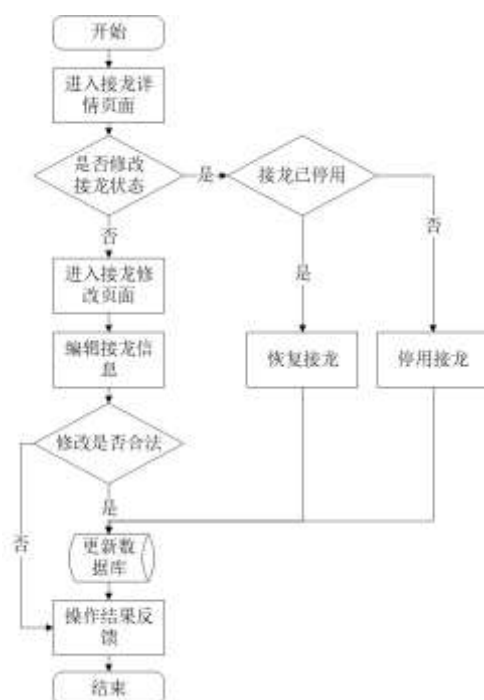 开始
进入接龙详
情页面
是否修改
接龙状态
是
接龙已停用
否
否
是
进入接龙修
改页面
编辑接龙信
息
恢复接龙
停用接龙
修改是否合法
是
否
更新数
据库
操作结果反
馈
结束